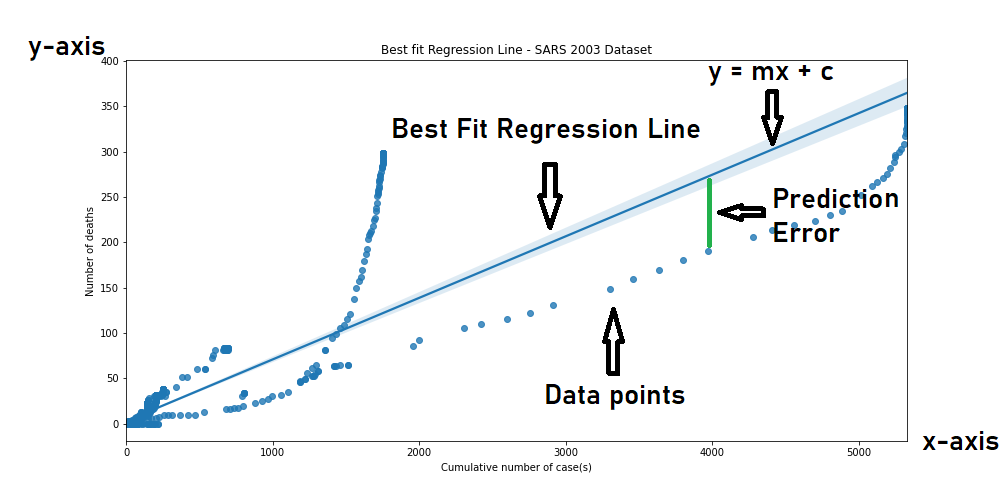 y-axis
Best fit Regression Line - SARS 2003 Dataset
y = mx + c
Best Fit Regression Line
Prediction
Error
Data points
Number of deaths
400
350
300
250
200
150
100
50
0
0 1000 2000 3000 4000 5000
x-axis
Cumulative number of case(s)